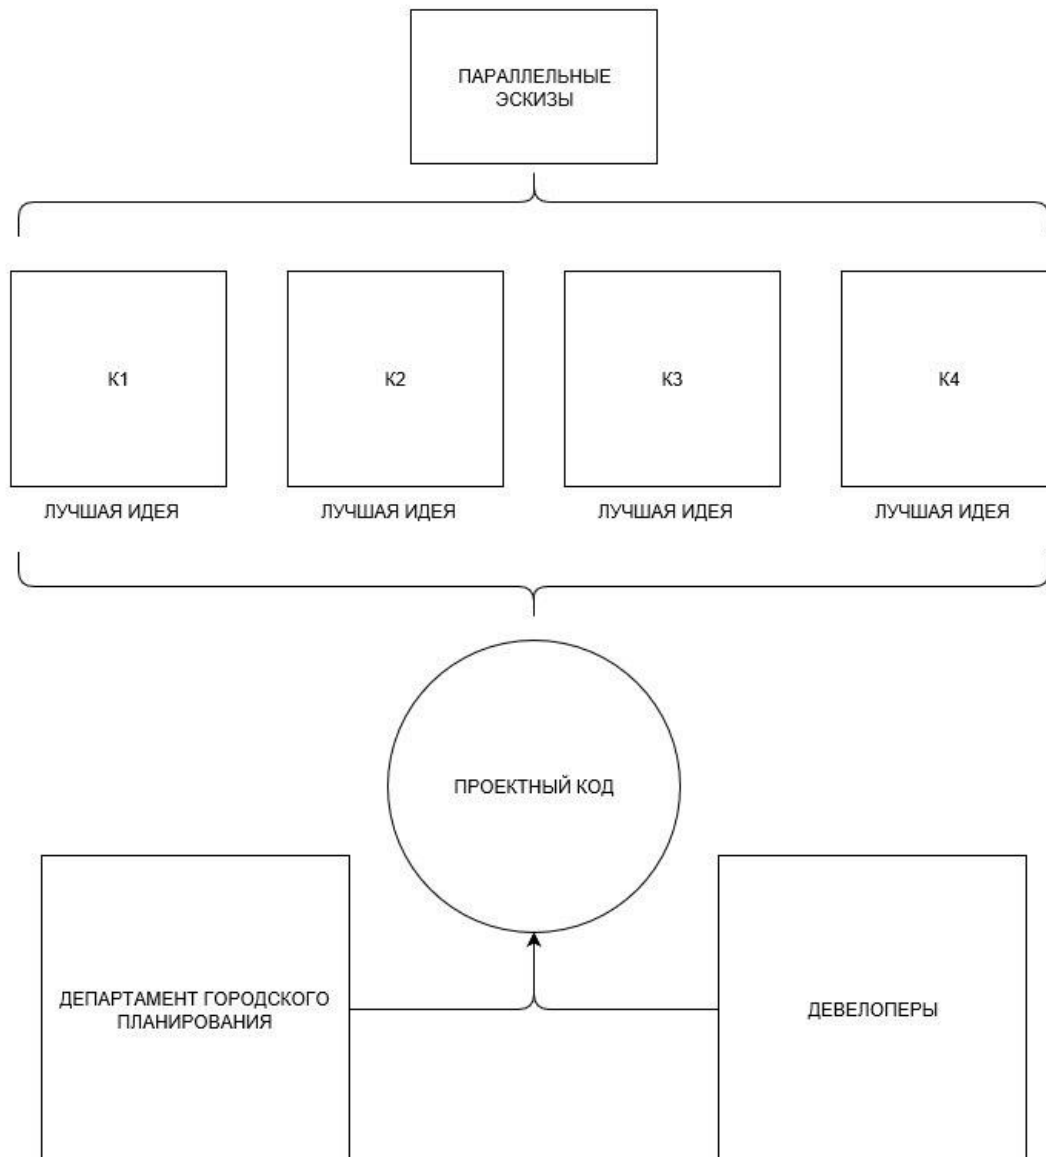 ПАРАЛЛЕЛЬНЫЕ
ЭСКИЗЫ
К1
К2
К3
К4
ЛУЧШАЯ ИДЕЯ
ЛУЧШАЯ ИДЕЯ
ЛУЧШАЯ ИДЕЯ
ЛУЧШАЯ ИДЕЯ
ПРОЕКТНЫЙ КОД
ДЕПАРТАМЕНТ ГОРОДСКОГО
ПЛАНИРОВАНИЯ
ДЕВЕЛОПЕРЫ